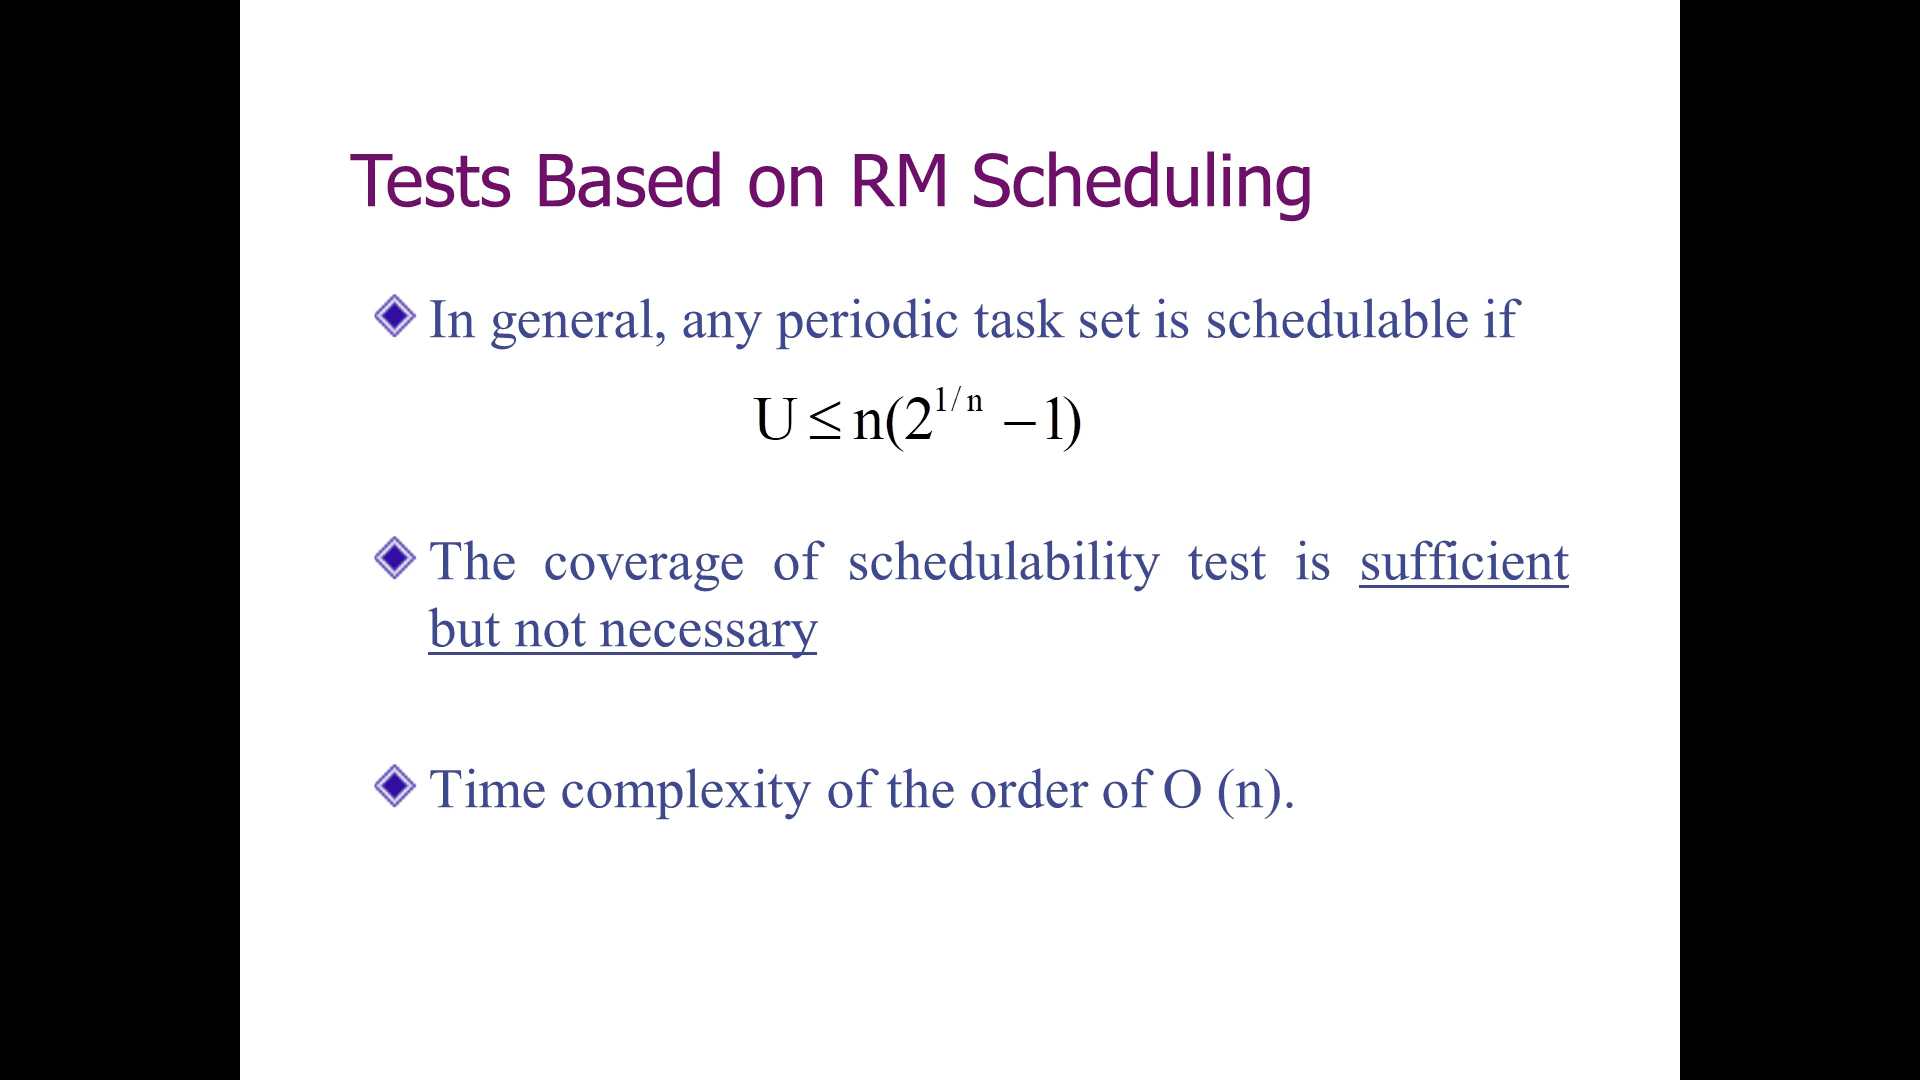 Tests Based on RM Scheduling
In general, any periodic task set is schedulable if
U ≤ n(2^{1/n} − 1)
The coverage of schedulability test is sufficient
but not necessary
Time complexity of the order of O (n).